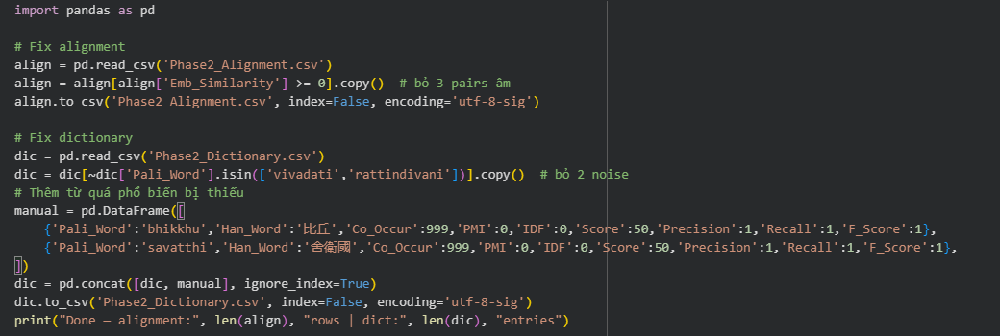 import pandas as pd
# Fix alignment
align = pd.read_csv('Phase2_Alignment.csv')
align = align[align['Emb_Similarity'] >= 0].copy()  # bỏ 3 pairs âm
align.to_csv('Phase2_Alignment.csv', index=False, encoding='utf-8-sig')
# Fix dictionary
dic = pd.read_csv('Phase2_Dictionary.csv')
dic = dic[~dic['Pali_Word'].isin(['vivadati','rattindivani'])].copy()  # bỏ 2 noise
# Thêm từ quá phổ biến bị thiếu
manual = pd.DataFrame([
    {'Pali_Word':'bhikkhu','Han_Word':'比丘','Co_Occur':999,'PMI':0,'IDF':0,'Score':50,'Precision':1,'Recall':1,'F_Score':1},
    {'Pali_Word':'savatthi','Han_Word':'舍衛國','Co_Occur':999,'PMI':0,'IDF':0,'Score':50,'Precision':1,'Recall':1,'F_Score':1},
])
dic = pd.concat([dic, manual], ignore_index=True)
dic.to_csv('Phase2_Dictionary.csv', index=False, encoding='utf-8-sig')
print("Done — alignment:", len(align), "rows | dict:", len(dic), "entries")